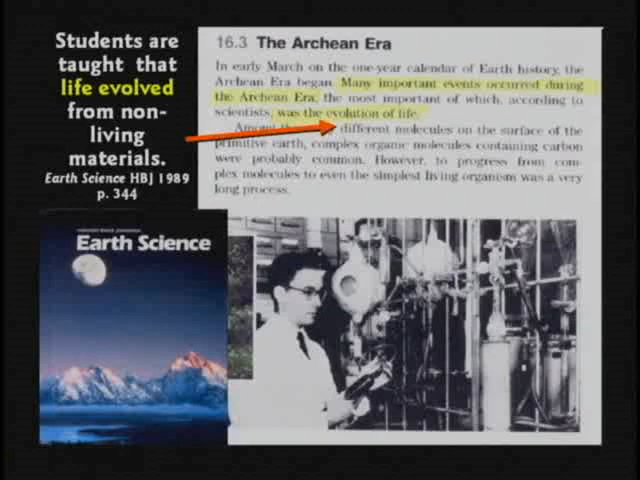 Students are
taught that
life evolved
from non-
living
materials.
Earth Science HBJ 1989
p. 344
16.3 The Archean Era
In early March on the one-year calendar of Earth history, the
Archean Era began. Many important events occurred during
the Archean Era, the most important of which, according to
scientists, was the evolution of life.
Among different molecules on the surface of the
primitive earth, complex organic molecules containing carbon
were probably common. However, to progress from com-
plex molecules to even the simplest living organism was a very
long process.
Earth Science